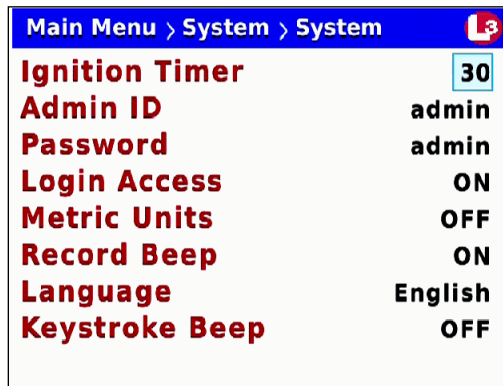 Main Menu > System > System L3
Ignition Timer 30
Admin ID admin
Password admin
Login Access ON
Metric Units OFF
Record Beep ON
Language English
Keystroke Beep OFF